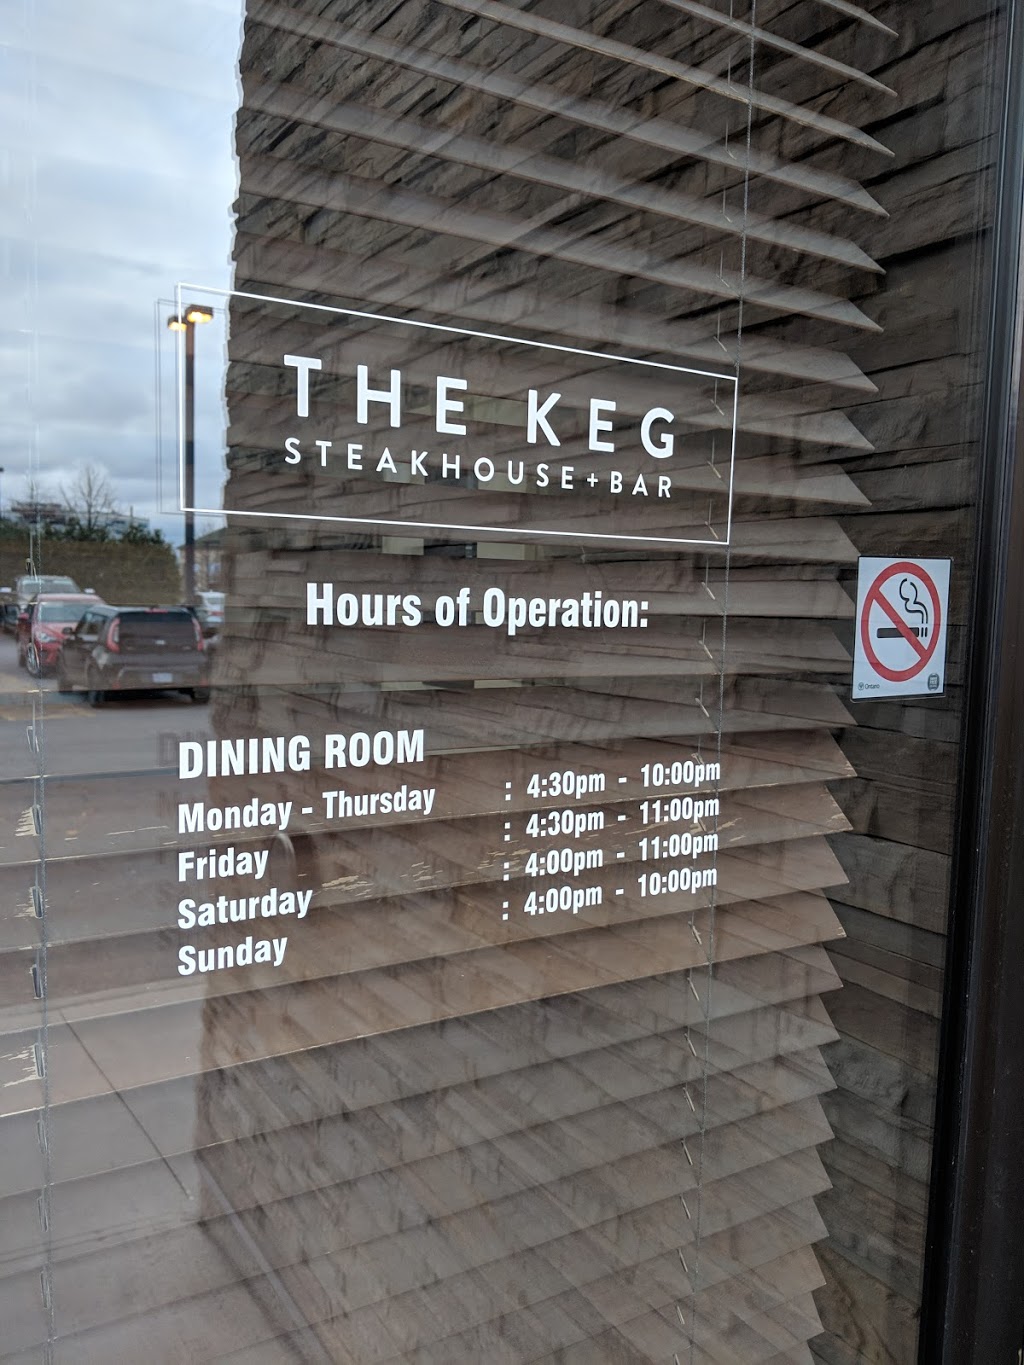 THE KEG
STEAKHOUSE+BAR
Hours of Operation:
DINING ROOM
Monday - Thursday : 4:30pm - 10:00pm
Friday : 4:30pm - 11:00pm
Saturday : 4:00pm - 11:00pm
Sunday : 4:00pm - 10:00pm
Ontario